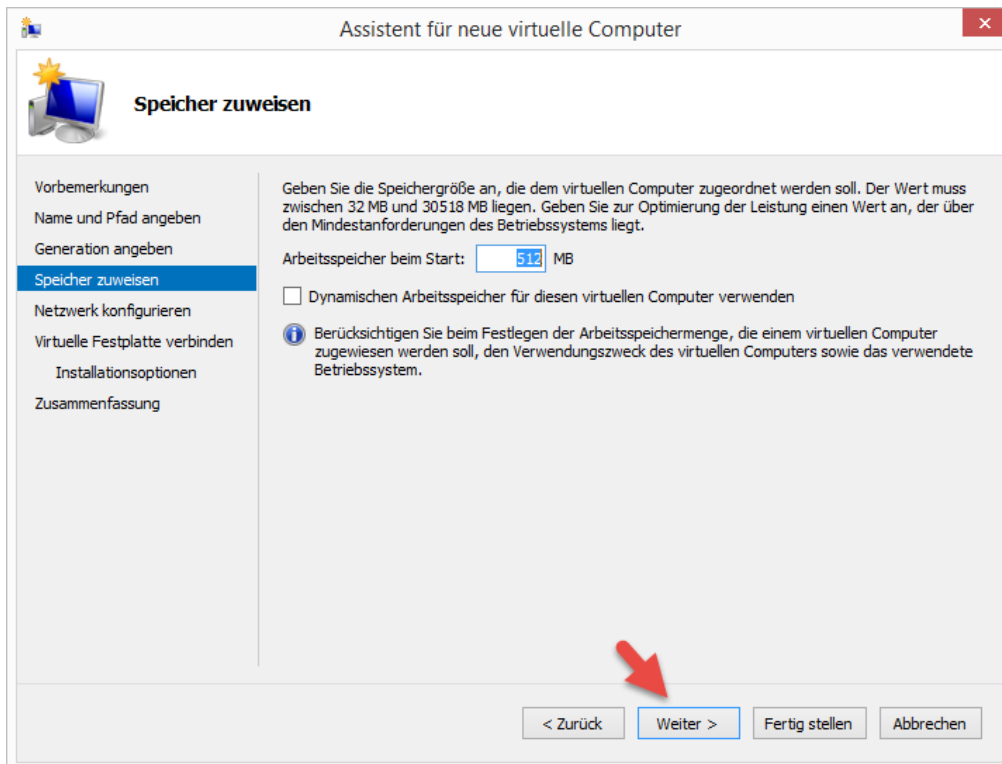 Assistent für neue virtuelle Computer
Speicher zuweisen
Vorbemerkungen
Name und Pfad angeben
Generation angeben
Speicher zuweisen
Netzwerk konfigurieren
Virtuelle Festplatte verbinden
Installationsoptionen
Zusammenfassung
Geben Sie die Speichergröße an, die dem virtuellen Computer zugeordnet werden soll. Der Wert muss
zwischen 32 MB und 30518 MB liegen. Geben Sie zur Optimierung der Leistung einen Wert an, der über
den Mindestanforderungen des Betriebssystems liegt.
Arbeitsspeicher beim Start: 512 MB
Dynamischen Arbeitsspeicher für diesen virtuellen Computer verwenden
Berücksichtigen Sie beim Festlegen der Arbeitsspeichermenge, die einem virtuellen Computer
zugewiesen werden soll, den Verwendungszweck des virtuellen Computers sowie das verwendete
Betriebssystem.
< Zurück Weiter > Fertig stellen Abbrechen